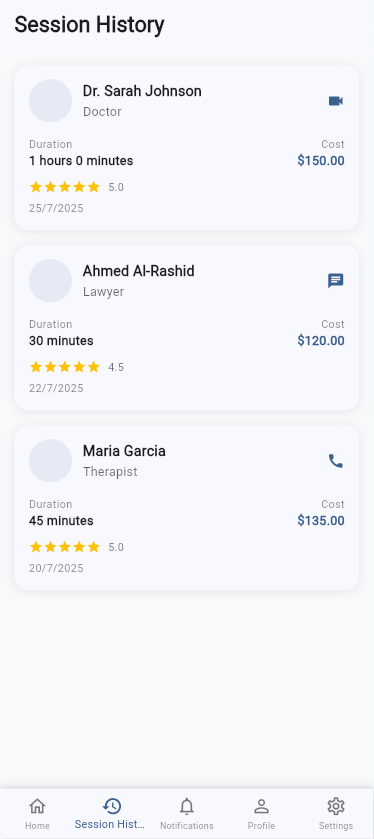 Session History
Dr. Sarah Johnson
Doctor
Duration Cost
1 hours 0 minutes $150.00
5.0
25/7/2025
Ahmed Al-Rashid
Lawyer
Duration Cost
30 minutes $120.00
4.5
22/7/2025
Maria Garcia
Therapist
Duration Cost
45 minutes $135.00
5.0
20/7/2025
Home Session Hist... Notifications Profile Settings